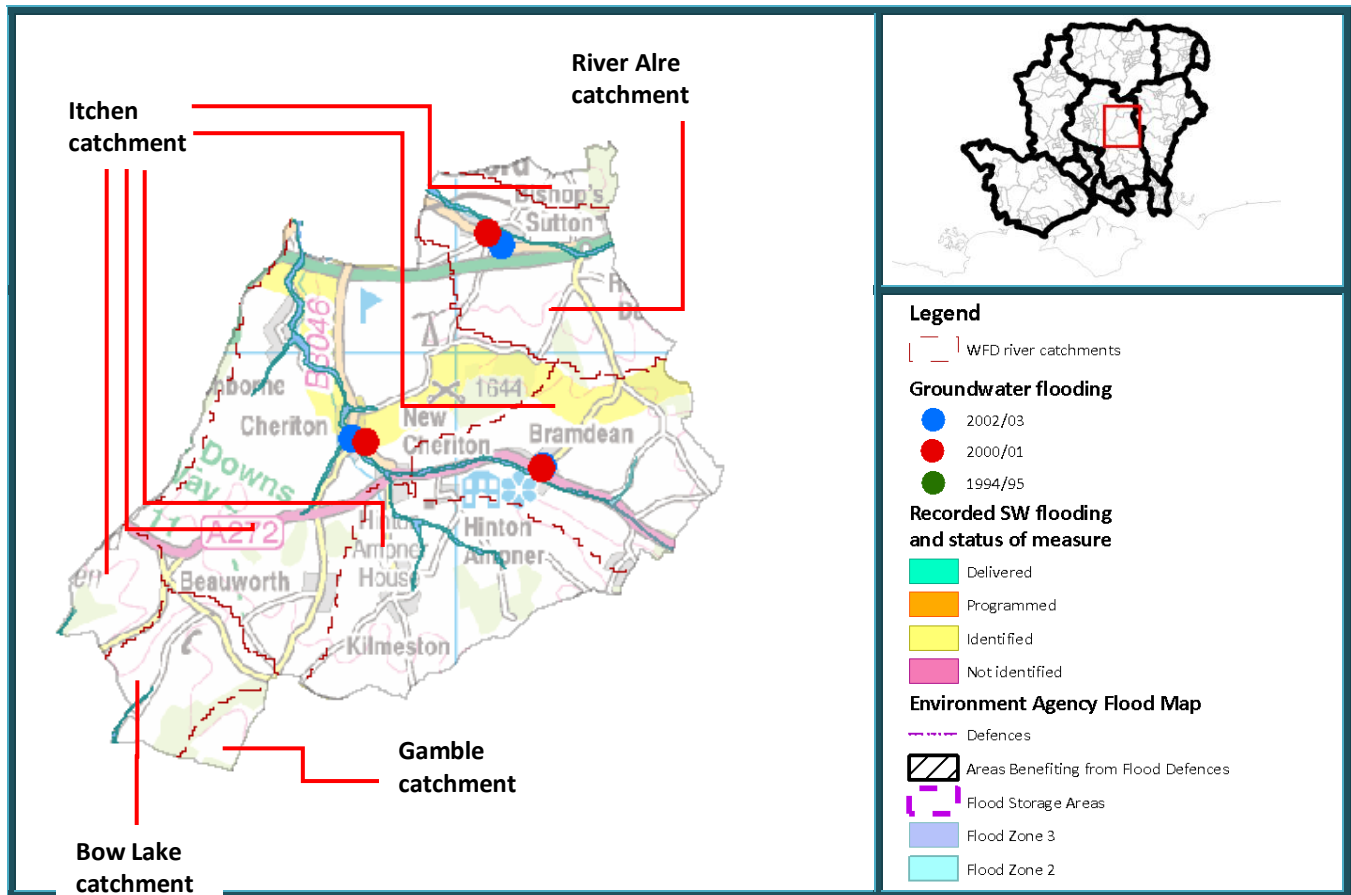 River Alre
catchment
Itchen
catchment
Bishop's
Sutton
B3046
1644
Cheriton
New
Cheriton
Bramdean
Downs
A272
Hinton
Ampner
House
Hinton
Ampner
Beauworth
Kilmeston
Gamble
catchment
Bow Lake
catchment
Legend
WFD river catchments
Groundwater flooding
2002/03
2000/01
1994/95
Recorded SW flooding
and status of measure
Delivered
Programmed
Identified
Not identified
Environment Agency Flood Map
Defences
Areas Benefiting from Flood Defences
Flood Storage Areas
Flood Zone 3
Flood Zone 2